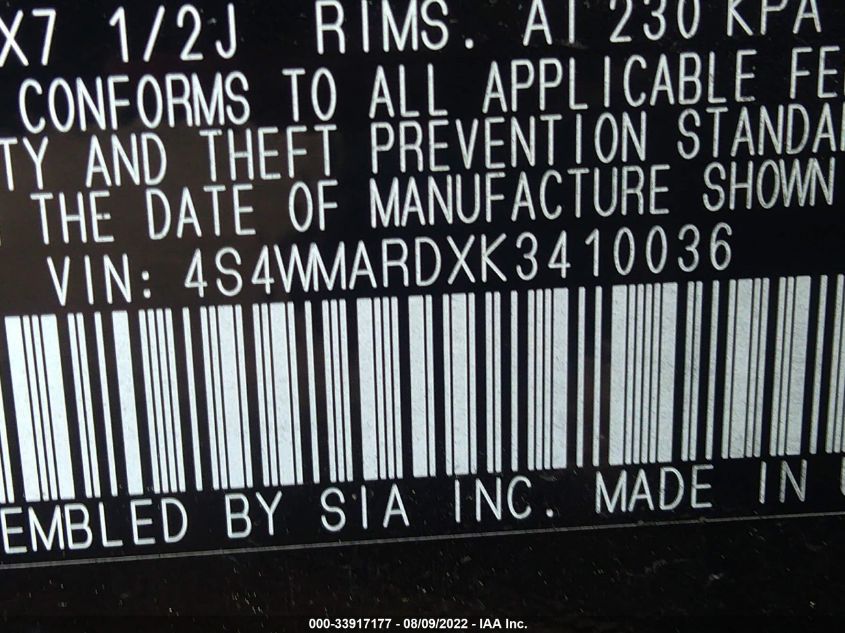 X7 1/2J RIMS. AT 230 KPA
CONFORMS TO ALL APPLICABLE FE
TY AND THEFT PREVENTION STANDA
THE DATE OF MANUFACTURE SHOWN
VIN: 4S4WMARDXK3410036
EMBLED BY SIA INC. MADE IN
000-33917177 - 08/09/2022 - IAA Inc.